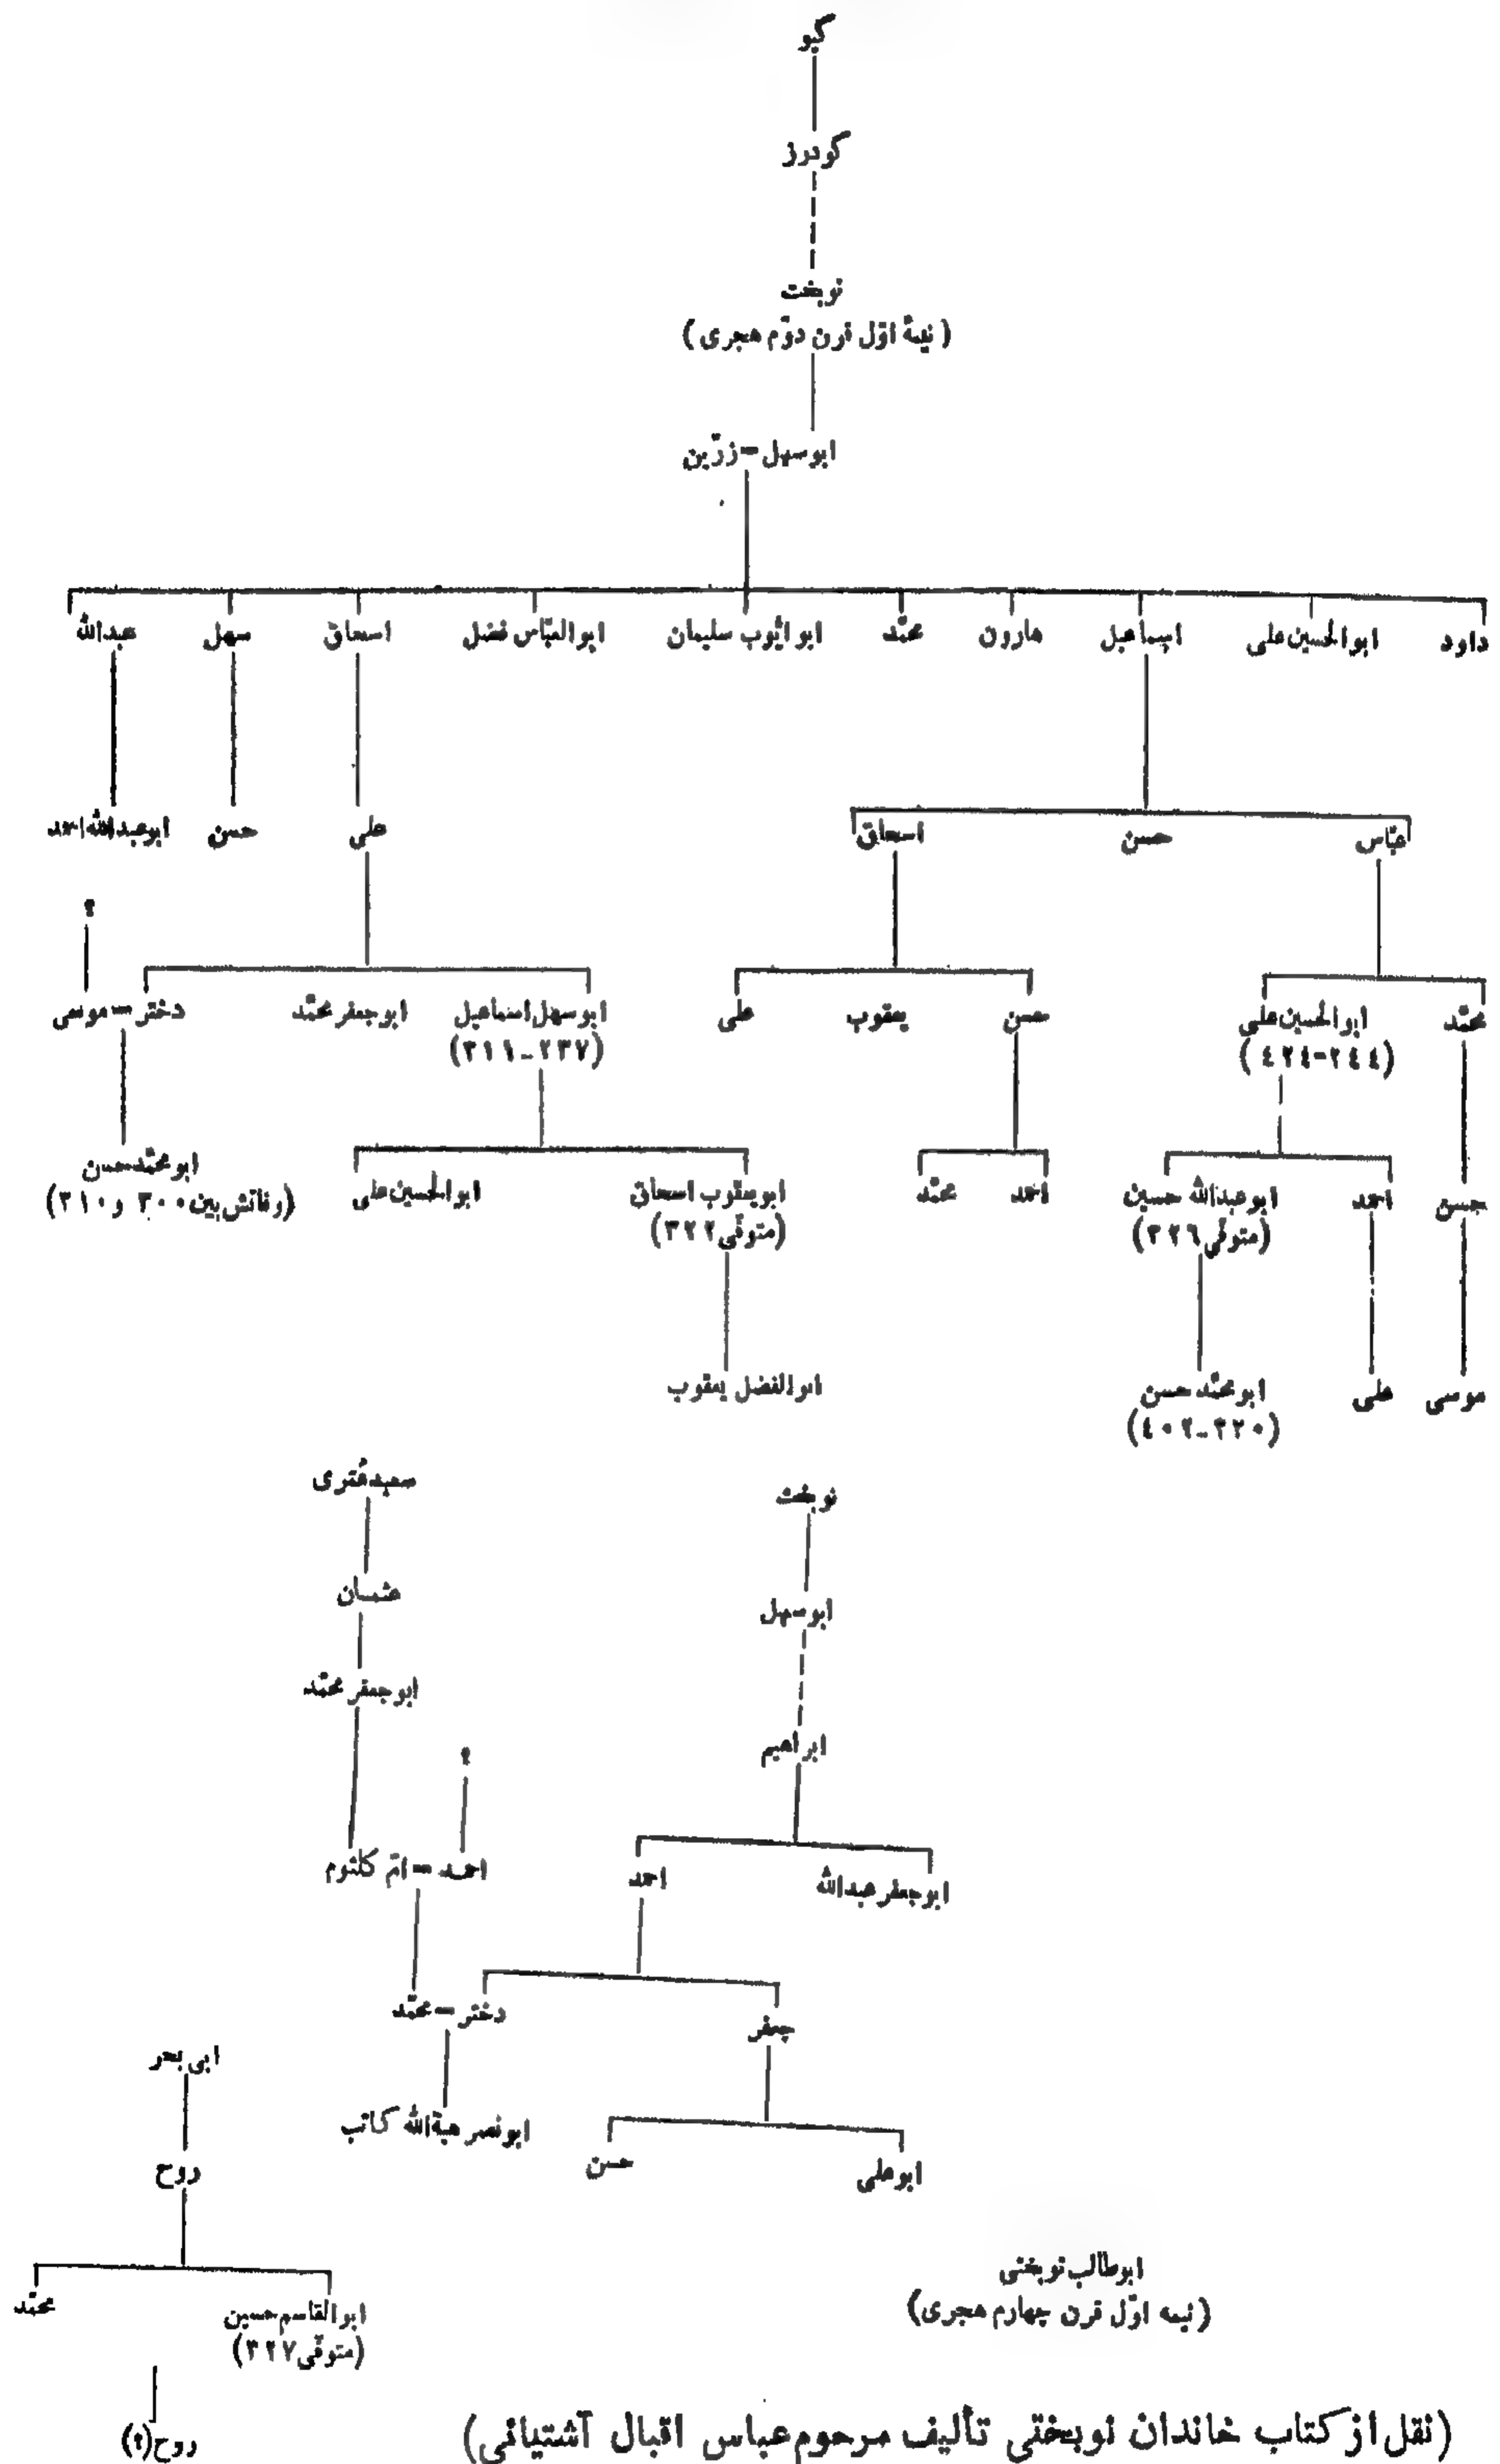 گیو
گودرز
نوبخت
(نیمهٔ اوّل قرن دوّم هجری)
ابوسهل=زرّین
داود ابوالحسین علی اسماعیل هارون محمّد ابوایّوب سلیمان ابوالعبّاس فضل اسحاق سهل عبدالله
عبّاس حسن اسحاق علی حسن ابوعبدالله احمد
؟
محمّد ابوالحسین علی حسن یعقوب علی ابوسهل اسماعیل ابوجعفر محمّد دختر=موسی
(۲۴۴-۴۲۴) (۲۳۷-۳۱۱)
حسن احمد ابوعبدالله حسین احمد محمّد ابویعقوب اسحاق ابوالحسین علی ابومحمّد حسن
(متوفّی ۳۲۶) (متوفّی ۳۲۲) (وفاتش بین ۳۰۰ و ۳۱۰)
موسی علی ابومحمّد حسن ابوالفضل یعقوب
(۳۲۰-۴۰۲)
سعید عَمْری
نوبخت
عثمان
ابوسهل
ابوجعفر محمّد
ابراهیم
؟
احمد=امّ کلثوم
ابوجعفر عبدالله احمد
دختر=محمّد
جعفر
ابی بحر
ابونصر هبةالله کاتب
ابوعلی حسن
روح
ابوطالب نوبختی
(نیمه اوّل قرن چهارم هجری)
ابوالقاسم حسین محمّد
(متوفّی ۳۲۷)
روح(؟)
(نقل از کتاب خاندان نوبختی تألیف مرحوم عباس اقبال آشتیانی)